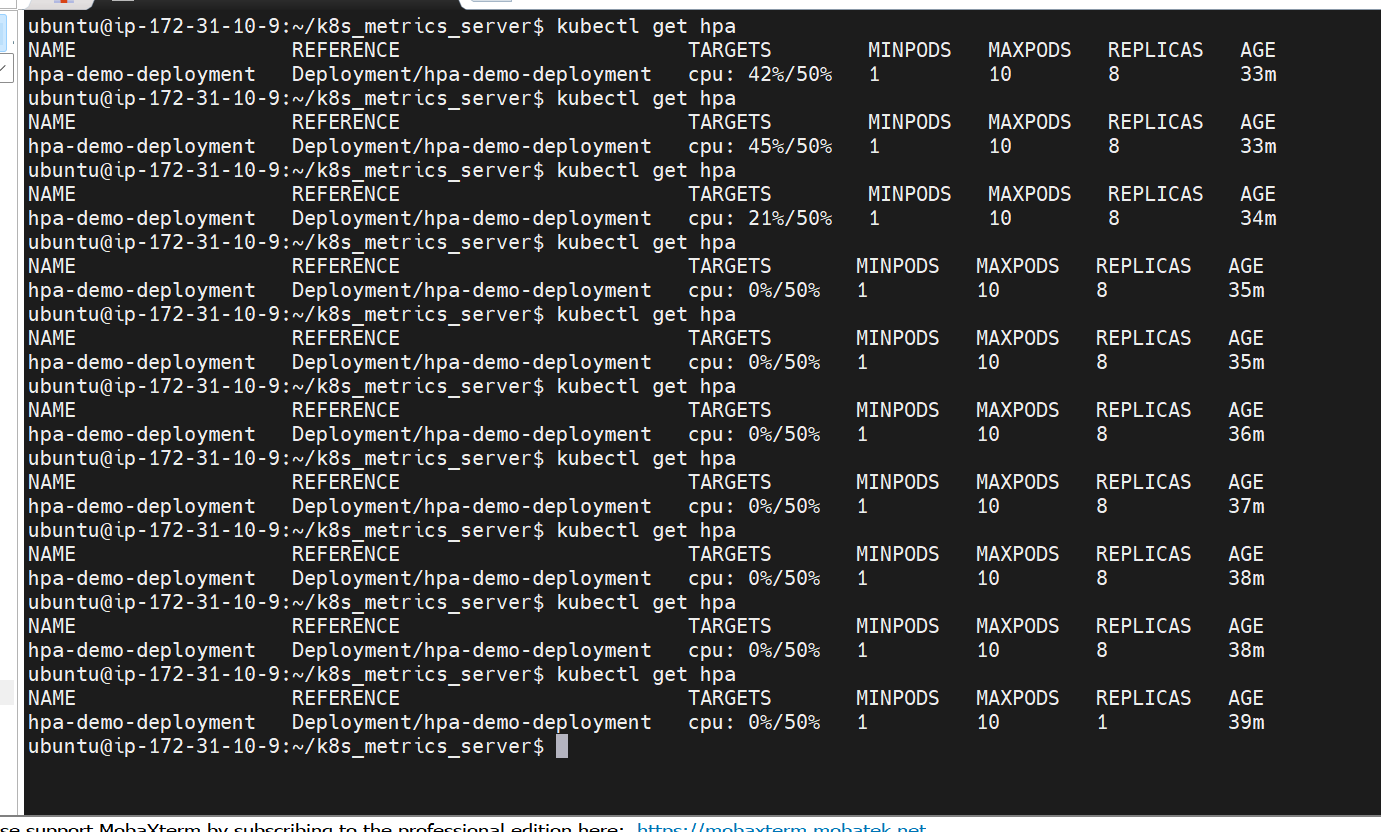 ubuntu@ip-172-31-10-9:~/k8s_metrics_server$ kubectl get hpa
NAME REFERENCE TARGETS MINPODS MAXPODS REPLICAS AGE
hpa-demo-deployment Deployment/hpa-demo-deployment cpu: 42%/50% 1 10 8 33m
ubuntu@ip-172-31-10-9:~/k8s_metrics_server$ kubectl get hpa
NAME REFERENCE TARGETS MINPODS MAXPODS REPLICAS AGE
hpa-demo-deployment Deployment/hpa-demo-deployment cpu: 45%/50% 1 10 8 33m
ubuntu@ip-172-31-10-9:~/k8s_metrics_server$ kubectl get hpa
NAME REFERENCE TARGETS MINPODS MAXPODS REPLICAS AGE
hpa-demo-deployment Deployment/hpa-demo-deployment cpu: 21%/50% 1 10 8 34m
ubuntu@ip-172-31-10-9:~/k8s_metrics_server$ kubectl get hpa
NAME REFERENCE TARGETS MINPODS MAXPODS REPLICAS AGE
hpa-demo-deployment Deployment/hpa-demo-deployment cpu: 0%/50% 1 10 8 35m
ubuntu@ip-172-31-10-9:~/k8s_metrics_server$ kubectl get hpa
NAME REFERENCE TARGETS MINPODS MAXPODS REPLICAS AGE
hpa-demo-deployment Deployment/hpa-demo-deployment cpu: 0%/50% 1 10 8 35m
ubuntu@ip-172-31-10-9:~/k8s_metrics_server$ kubectl get hpa
NAME REFERENCE TARGETS MINPODS MAXPODS REPLICAS AGE
hpa-demo-deployment Deployment/hpa-demo-deployment cpu: 0%/50% 1 10 8 36m
ubuntu@ip-172-31-10-9:~/k8s_metrics_server$ kubectl get hpa
NAME REFERENCE TARGETS MINPODS MAXPODS REPLICAS AGE
hpa-demo-deployment Deployment/hpa-demo-deployment cpu: 0%/50% 1 10 8 37m
ubuntu@ip-172-31-10-9:~/k8s_metrics_server$ kubectl get hpa
NAME REFERENCE TARGETS MINPODS MAXPODS REPLICAS AGE
hpa-demo-deployment Deployment/hpa-demo-deployment cpu: 0%/50% 1 10 8 38m
ubuntu@ip-172-31-10-9:~/k8s_metrics_server$ kubectl get hpa
NAME REFERENCE TARGETS MINPODS MAXPODS REPLICAS AGE
hpa-demo-deployment Deployment/hpa-demo-deployment cpu: 0%/50% 1 10 8 38m
ubuntu@ip-172-31-10-9:~/k8s_metrics_server$ kubectl get hpa
NAME REFERENCE TARGETS MINPODS MAXPODS REPLICAS AGE
hpa-demo-deployment Deployment/hpa-demo-deployment cpu: 0%/50% 1 10 1 39m
ubuntu@ip-172-31-10-9:~/k8s_metrics_server$
se support MobaXterm by subscribing to the professional edition here: https://mobaxterm.mobatek.net